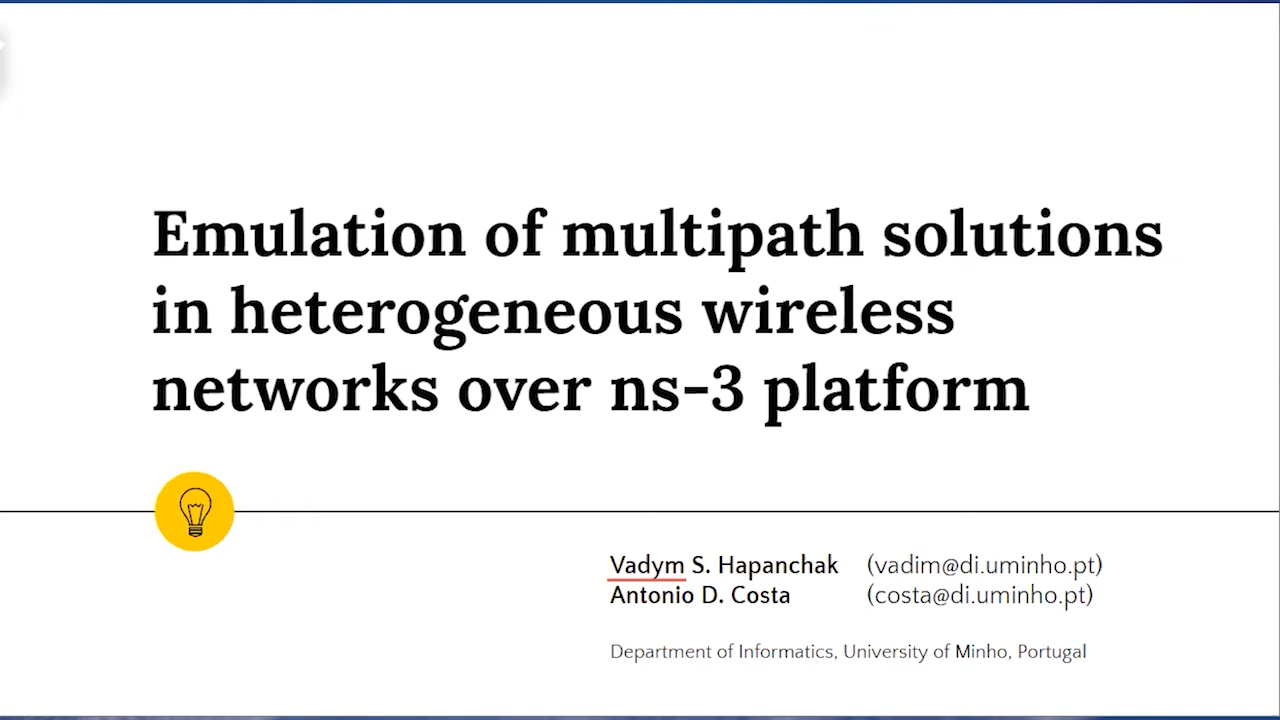 Emulation of multipath solutions
in heterogeneous wireless
networks over ns-3 platform
Vadym S. Hapanchak (vadim@di.uminho.pt)
Antonio D. Costa (costa@di.uminho.pt)
Department of Informatics, University of Minho, Portugal